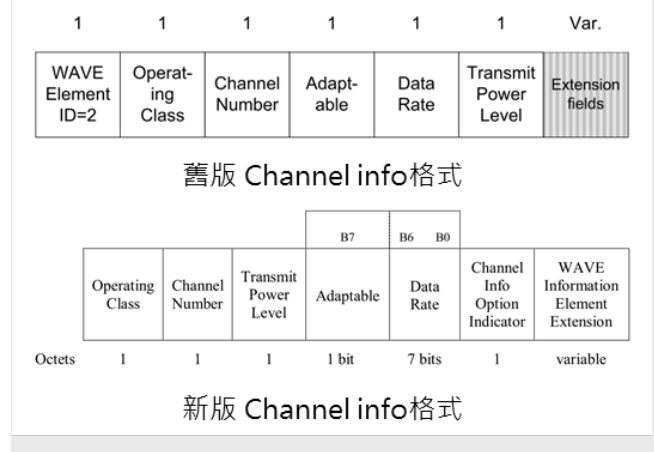 1 1 1 1 1 1 Var.
WAVE Element ID=2
Operat-ing Class
Channel Number
Adapt-able
Data Rate
Transmit Power Level
Extension fields
舊版 Channel info格式
B7 B6 B0
Operating Class
Channel Number
Transmit Power Level
Adaptable
Data Rate
Channel Info Option Indicator
WAVE Information Element Extension
Octets 1 1 1 1 bit 7 bits 1 variable
新版 Channel info格式